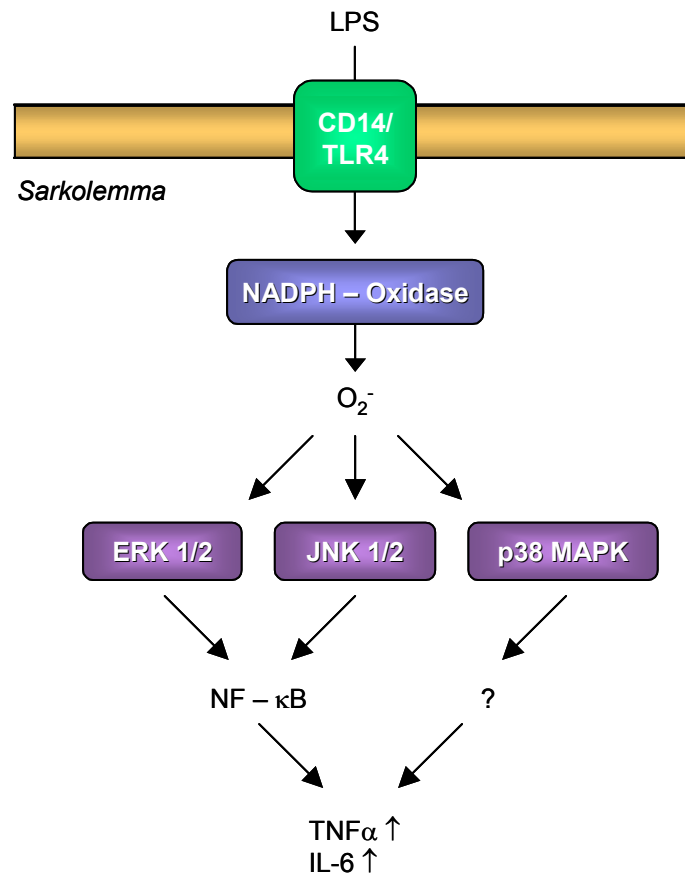 LPS
CD14/
TLR4
Sarkolemma
NADPH – Oxidase
O₂⁻
ERK 1/2
JNK 1/2
p38 MAPK
NF – κB
?
TNFα ↑
IL-6 ↑